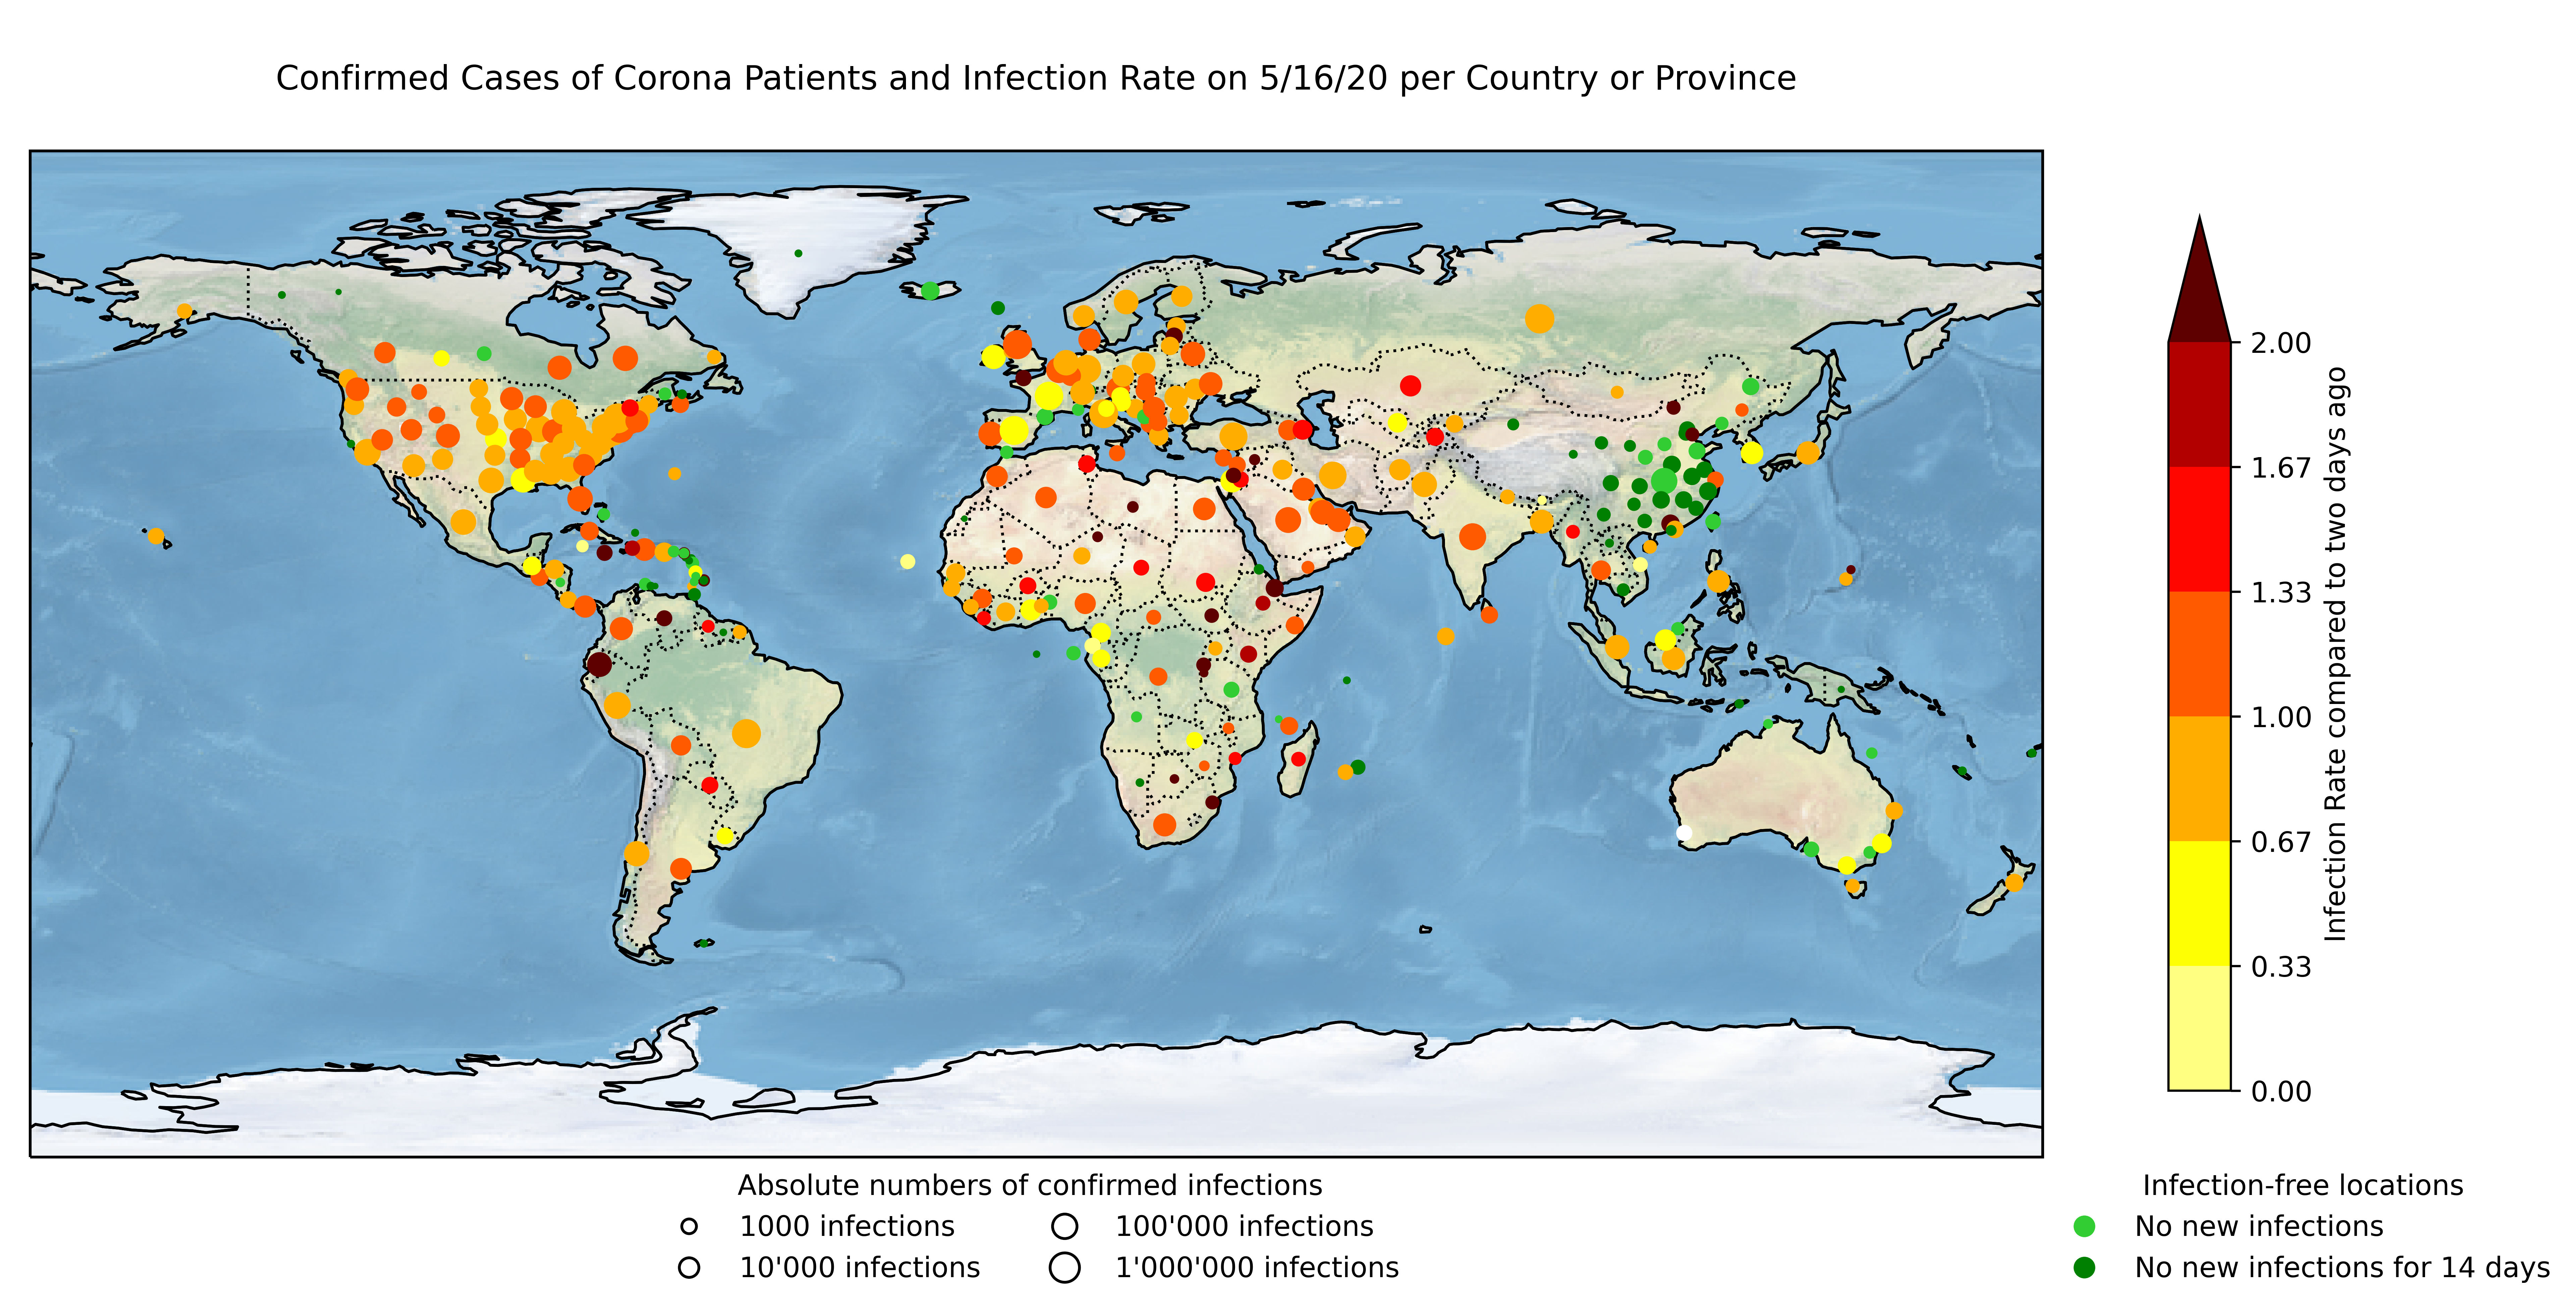 Confirmed Cases of Corona Patients and Infection Rate on 5/16/20 per Country or Province
2.00
1.67
1.33
1.00
0.67
0.33
0.00
Infection Rate compared to two days ago
Absolute numbers of confirmed infections
1000 infections
100'000 infections
10'000 infections
1'000'000 infections
Infection-free locations
No new infections
No new infections for 14 days